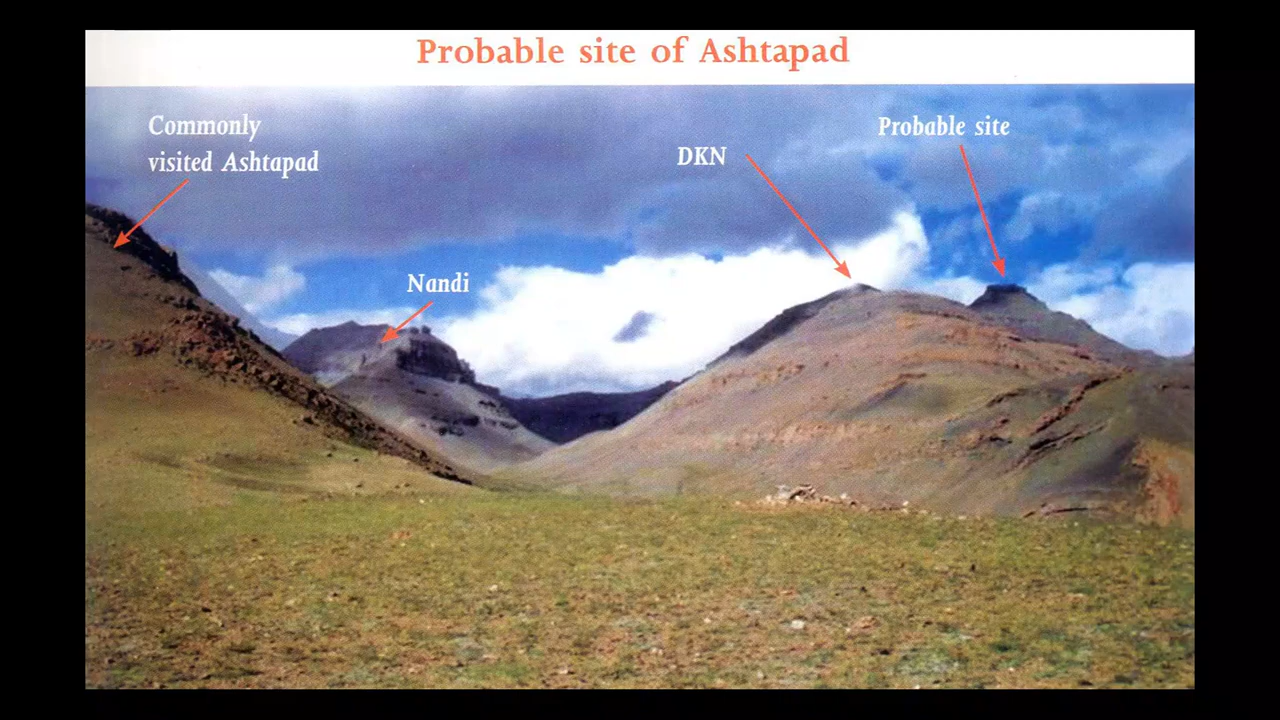 Probable site of Ashtapad
Commonly
visited Ashtapad
DKN
Probable site
Nandi